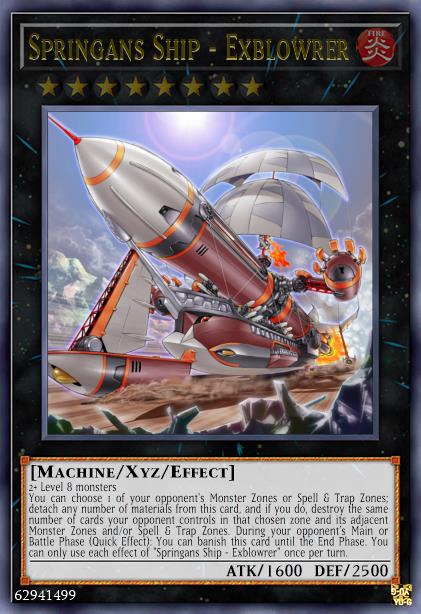 Springans Ship - Exblowrer
FIRE
炎
[Machine/Xyz/Effect]
2+ Level 8 monsters
You can choose 1 of your opponent's Monster Zones or Spell & Trap Zones;
detach any number of materials from this card, and if you do, destroy the same
number of cards your opponent controls in that chosen zone and its adjacent
Monster Zones and/or Spell & Trap Zones. During your opponent's Main or
Battle Phase (Quick Effect): You can banish this card until the End Phase. You
can only use each effect of "Springans Ship - Exblowrer" once per turn.
ATK/1600 DEF/2500
62941499